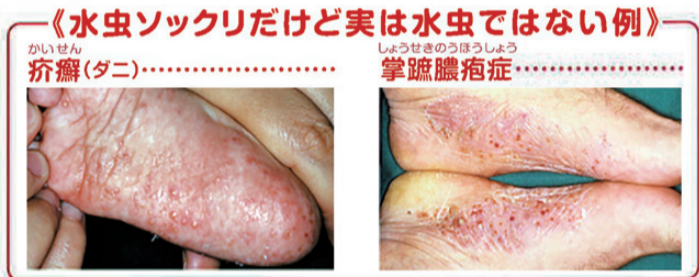 《水虫ソックリだけど実は水虫ではない例》
かいせん
疥癬(ダニ)
しょうせきのうほうしょう
掌蹠膿疱症